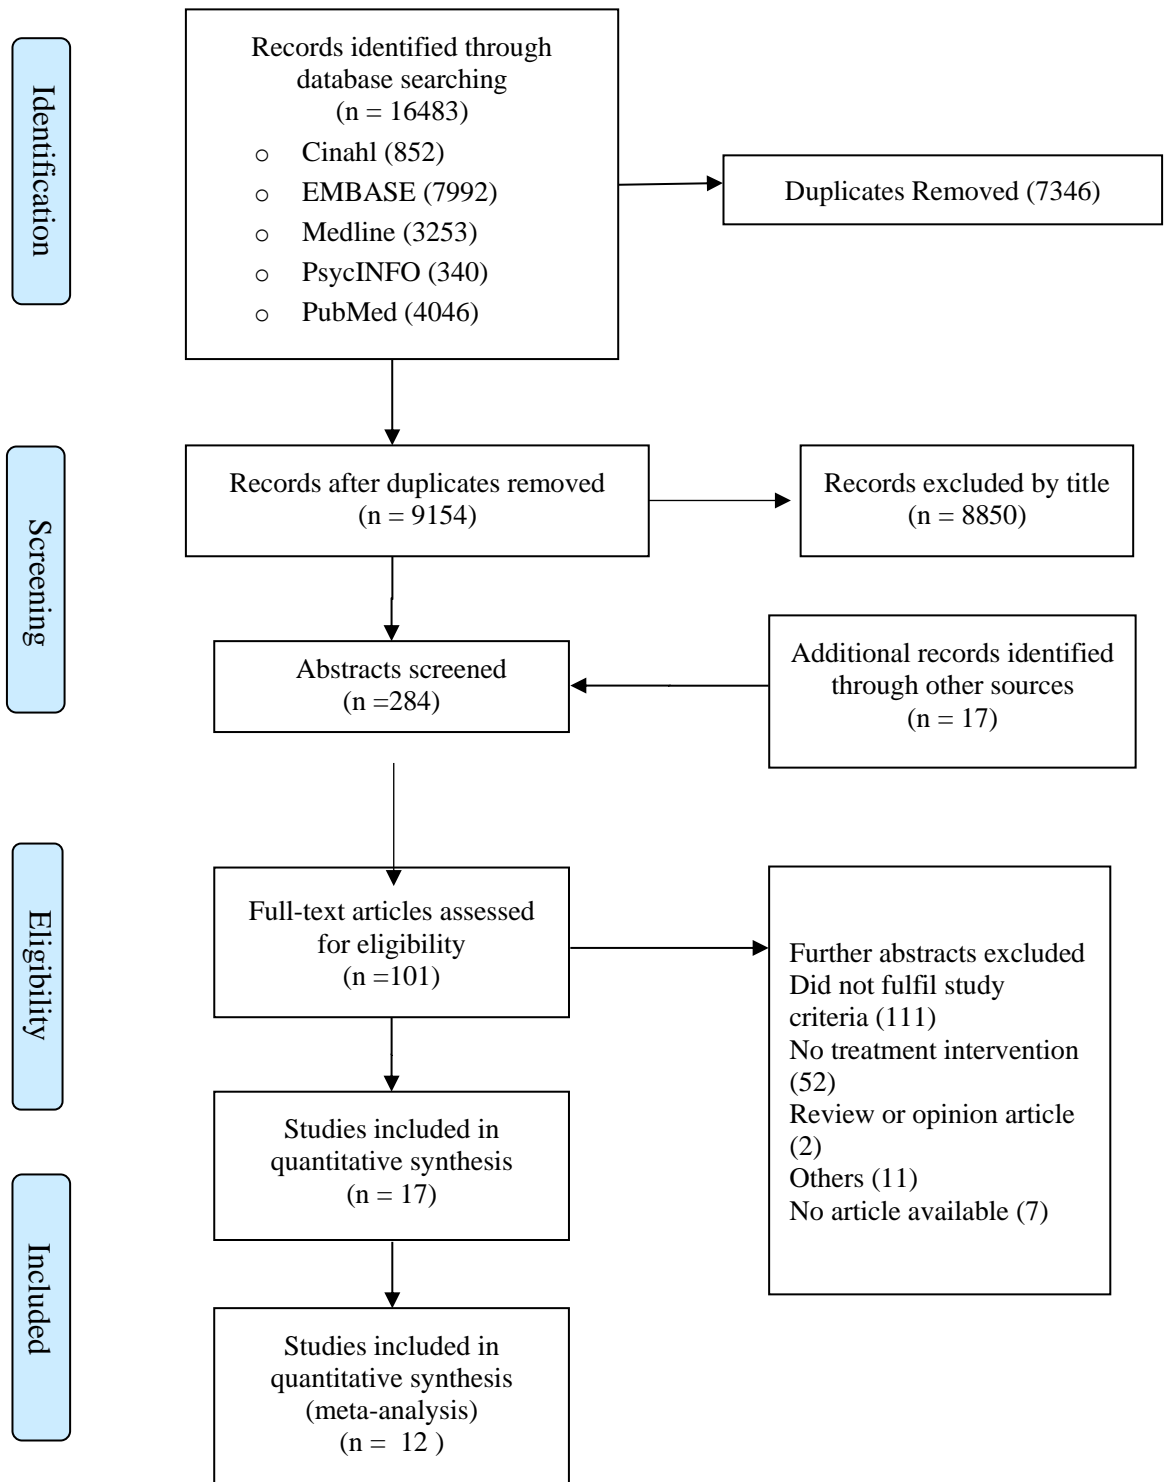 Identification
Records identified through
database searching
(n = 16483)
o Cinahl (852)
o EMBASE (7992)
o Medline (3253)
o PsycINFO (340)
o PubMed (4046)
Duplicates Removed (7346)
Screening
Records after duplicates removed
(n = 9154)
Records excluded by title
(n = 8850)
Abstracts screened
(n =284)
Additional records identified
through other sources
(n = 17)
Eligibility
Full-text articles assessed
for eligibility
(n =101)
Further abstracts excluded
Did not fulfil study
criteria (111)
No treatment intervention
(52)
Review or opinion article
(2)
Others (11)
No article available (7)
Studies included in
quantitative synthesis
(n = 17)
Included
Studies included in
quantitative synthesis
(meta-analysis)
(n = 12 )